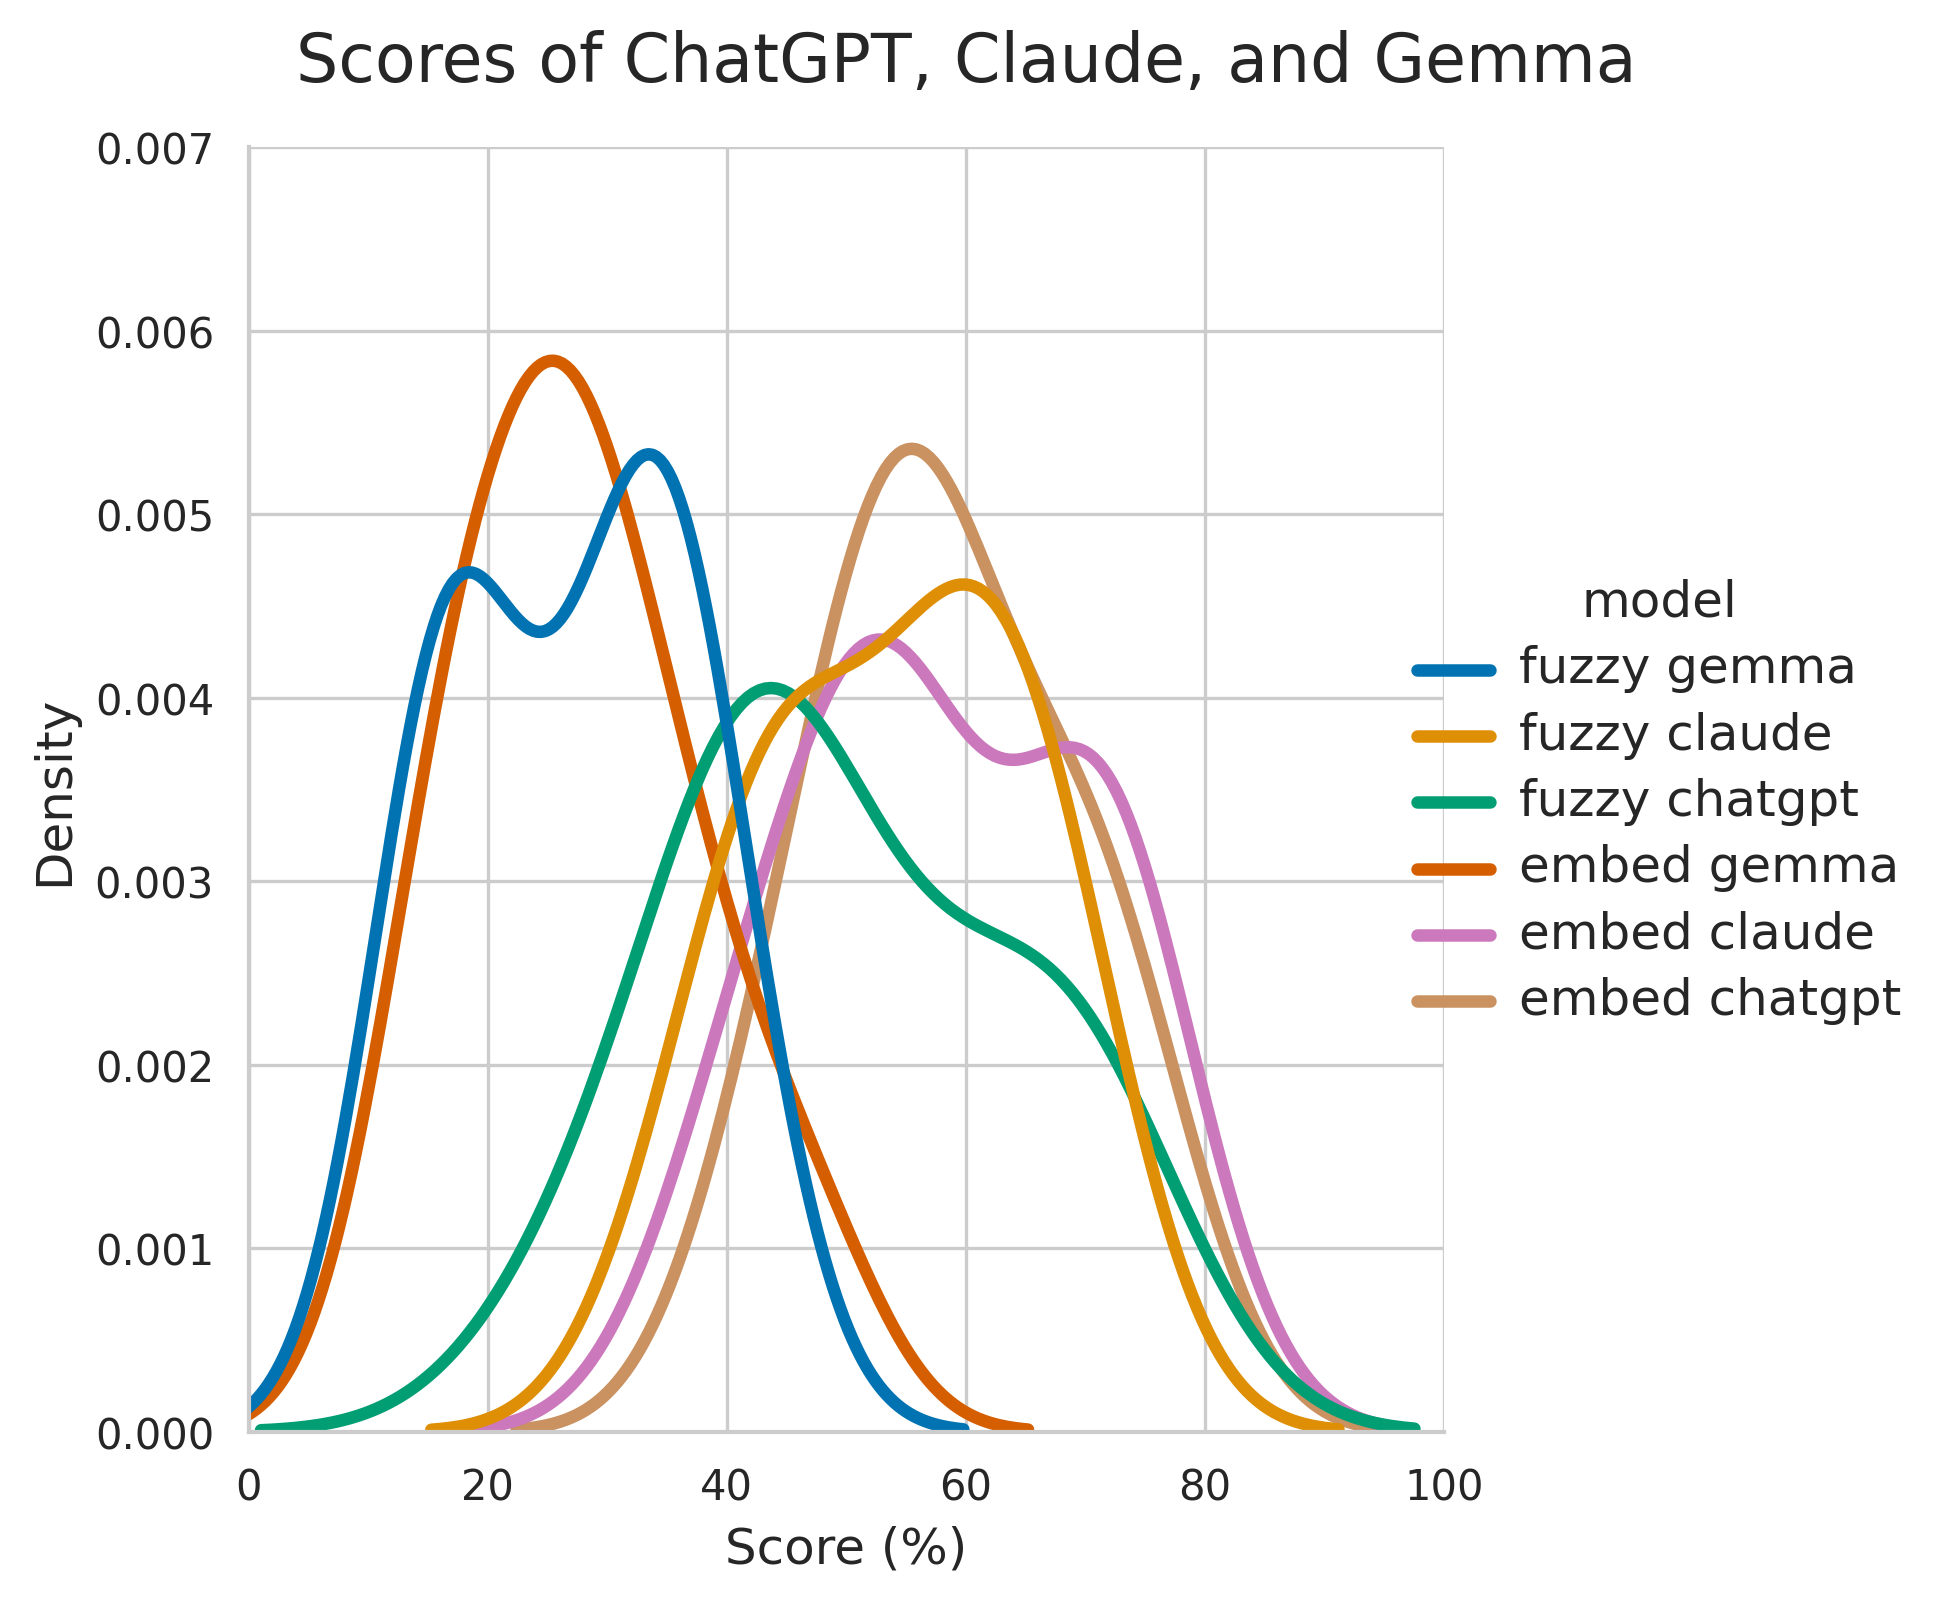 Scores of ChatGPT, Claude, and Gemma
0.007
0.006
0.005
0.004
0.003
0.002
0.001
0.000
Density
0
20
40
60
80
100
Score (%)
model
fuzzy gemma
fuzzy claude
fuzzy chatgpt
embed gemma
embed claude
embed chatgpt